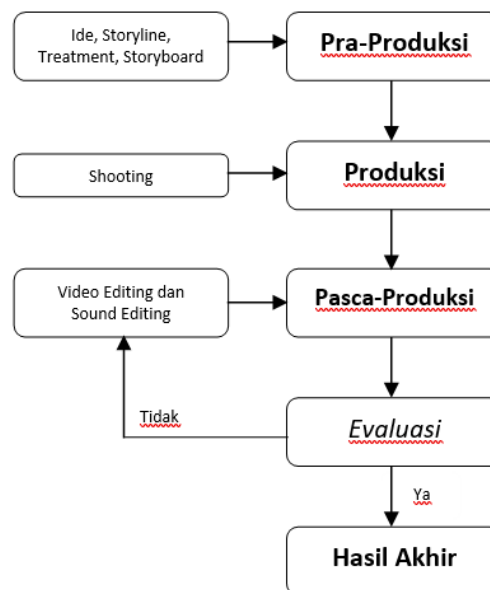 Ide, Storyline,
Treatment, Storyboard
Pra-Produksi
Shooting
Produksi
Video Editing dan
Sound Editing
Pasca-Produksi
Tidak
Evaluasi
Ya
Hasil Akhir